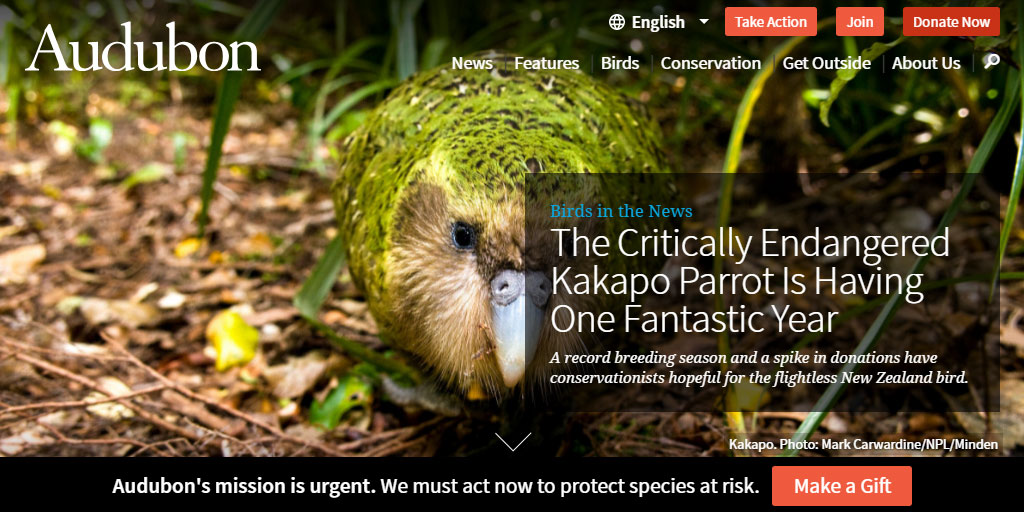 Audubon
English
Take Action
Join
Donate Now
News
Features
Birds
Conservation
Get Outside
About Us
Birds in the News
The Critically Endangered
Kakapo Parrot Is Having
One Fantastic Year
A record breeding season and a spike in donations have
conservationists hopeful for the flightless New Zealand bird.
Kakapo. Photo: Mark Carwardine/NPL/Minden
Audubon's mission is urgent. We must act now to protect species at risk.
Make a Gift